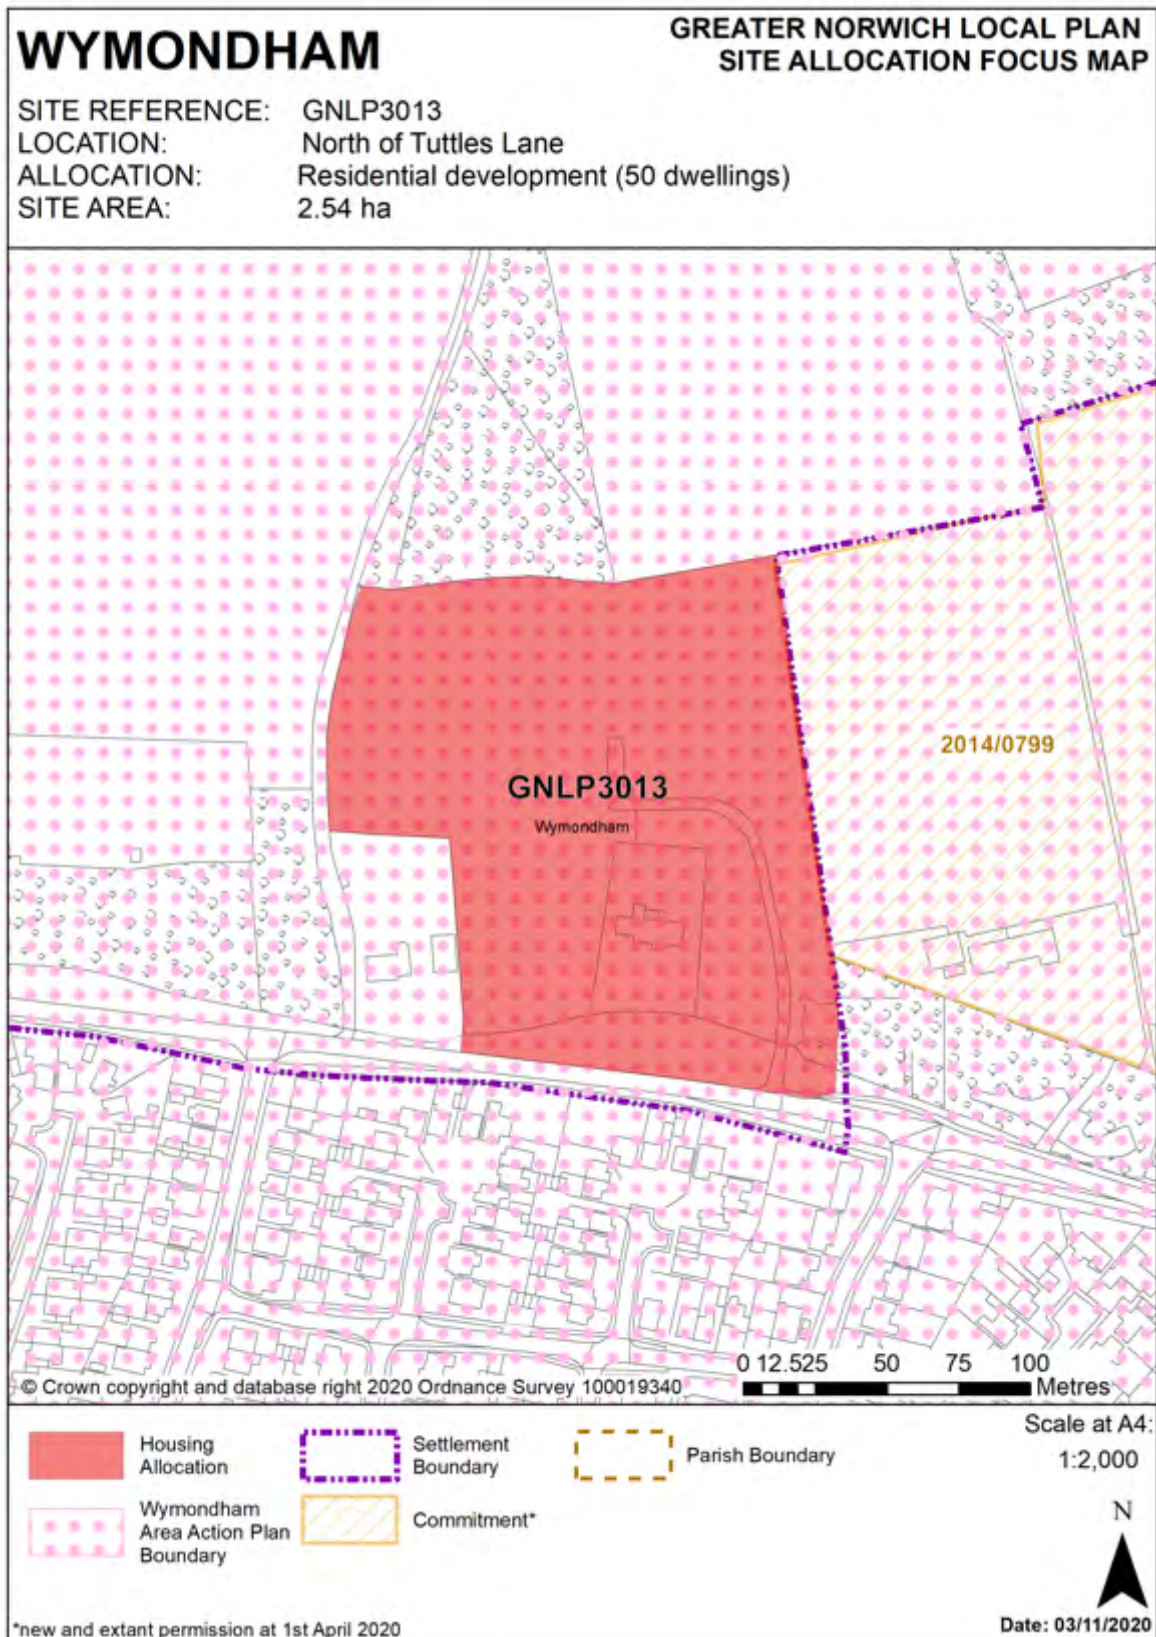 WYMONDHAM
GREATER NORWICH LOCAL PLAN
SITE ALLOCATION FOCUS MAP
SITE REFERENCE: GNLP3013
LOCATION: North of Tuttles Lane
ALLOCATION: Residential development (50 dwellings)
SITE AREA: 2.54 ha
2014/0799
GNLP3013
Wymondham
0 12.525 50 75 100
Metres
© Crown copyright and database right 2020 Ordnance Survey 100019340
Housing
Allocation
Settlement
Boundary
Parish Boundary
Scale at A4:
1:2,000
Wymondham
Area Action Plan
Boundary
Commitment*
N
*new and extant permission at 1st April 2020
Date: 03/11/2020